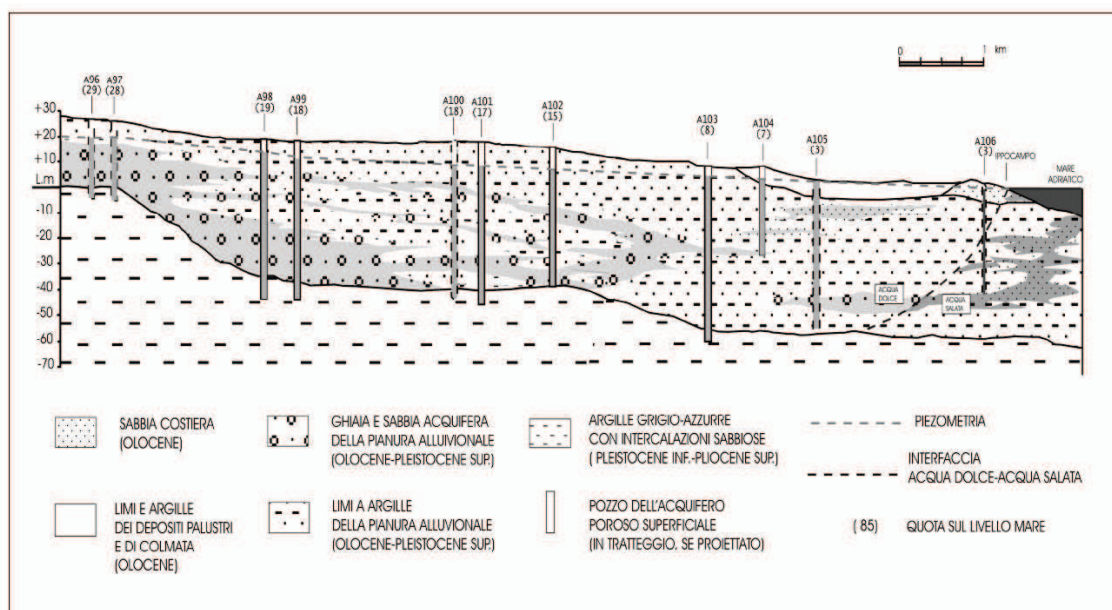 0 1
km
A96
(29)
A97
(28)
A98
(19)
A99
(18)
A100
(18)
A101
(17)
A102
(15)
A103
(8)
A104
(7)
A105
(3)
A106
(3)
IPPOCAMPO
MARE
ADRIATICO
+30
+20
+10
L.m
-10
-20
-30
-40
-50
-60
-70
ACQUA
DOLCE
ACQUA
SALATA
SABBIA COSTIERA
(OLOCENE)
GHIAIA E SABBIA ACQUIFERA
DELLA PIANURA ALLUVIONALE
(OLOCENE-PLEISTOCENE SUP.)
ARGILLE GRIGIO-AZZURRE
CON INTERCALAZIONI SABBIOSE
( PLEISTOCENE INF.-PLIOCENE SUP.)
PIEZOMETRIA
INTERFACCIA
ACQUA DOLCE-ACQUA SALATA
LIMI E ARGILLE
DEI DEPOSITI PALUSTRI
E DI COLMATA
(OLOCENE)
LIMI A ARGILLE
DELLA PIANURA ALLUVIONALE
(OLOCENE-PLEISTOCENE SUP.)
POZZO DELL'ACQUIFERO
POROSO SUPERFICIALE
(IN TRATTEGGIO. SE PROIETTATO)
( 85) QUOTA SUL LIVELLO MARE